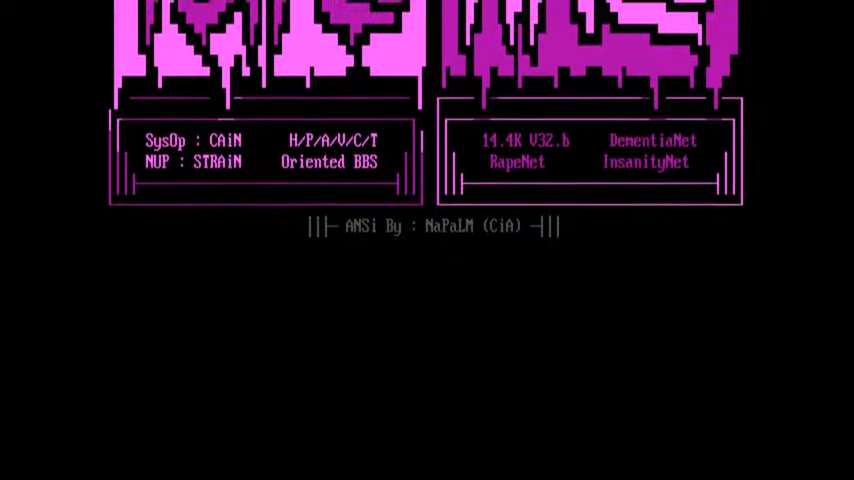 SysOp : CAiN H/P/A/V/C/T
NUP : STRAiN Oriented BBS
14.4K V32.b DementiaNet
RapeNet InsanityNet
ANSi By : NaPaLM (CiA)